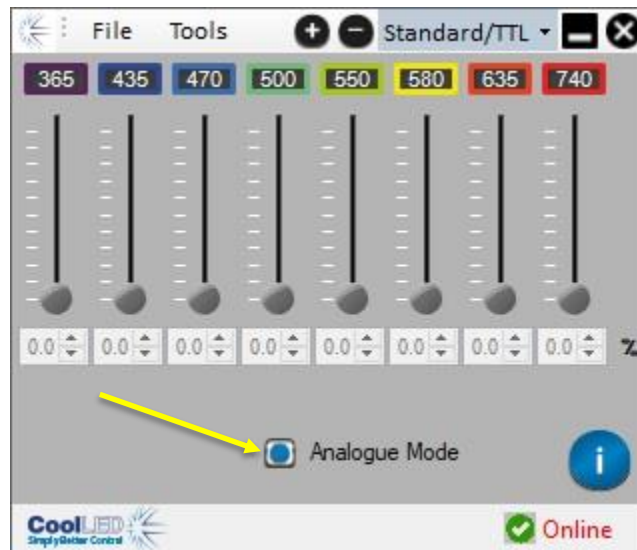 File Tools Standard/TTL
365 435 470 500 550 580 635 740
0.0 0.0 0.0 0.0 0.0 0.0 0.0 0.0 %
Analogue Mode
i
CoolLED
Simply Better Control
Online